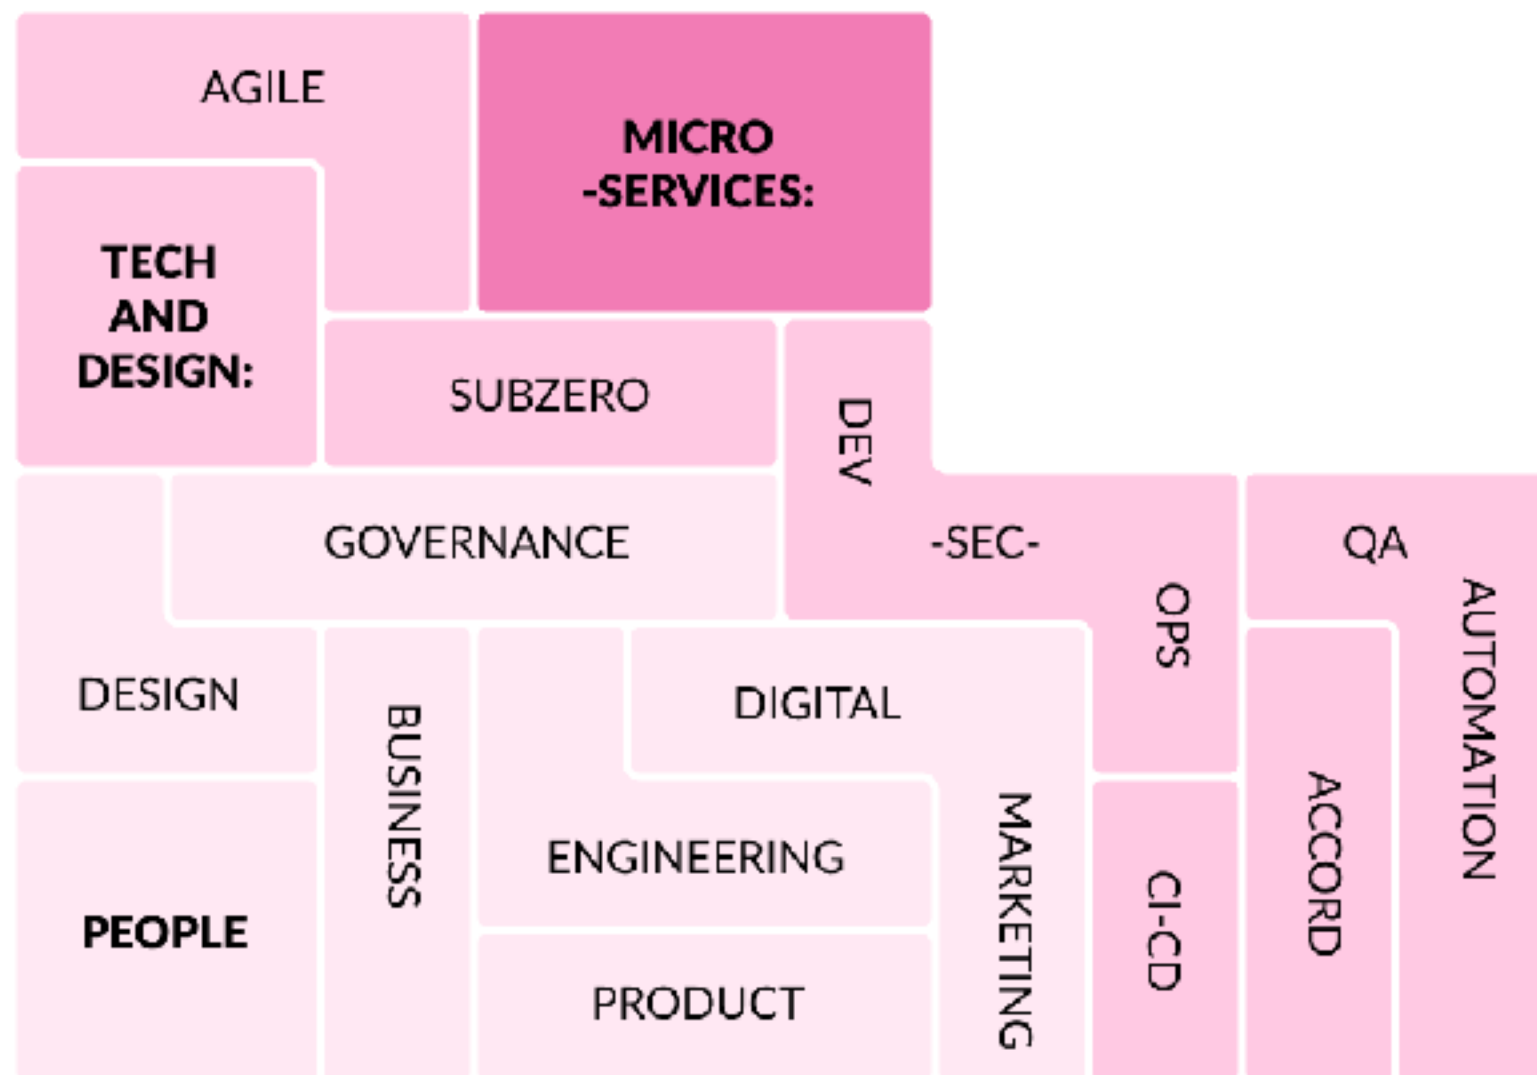 AGILE
MICRO
-SERVICES:
TECH
AND
DESIGN:
SUBZERO
DEV
-SEC-
OPS
QA
AUTOMATION
GOVERNANCE
DESIGN
BUSINESS
DIGITAL
MARKETING
ENGINEERING
ACCORD
CI-CD
PEOPLE
PRODUCT